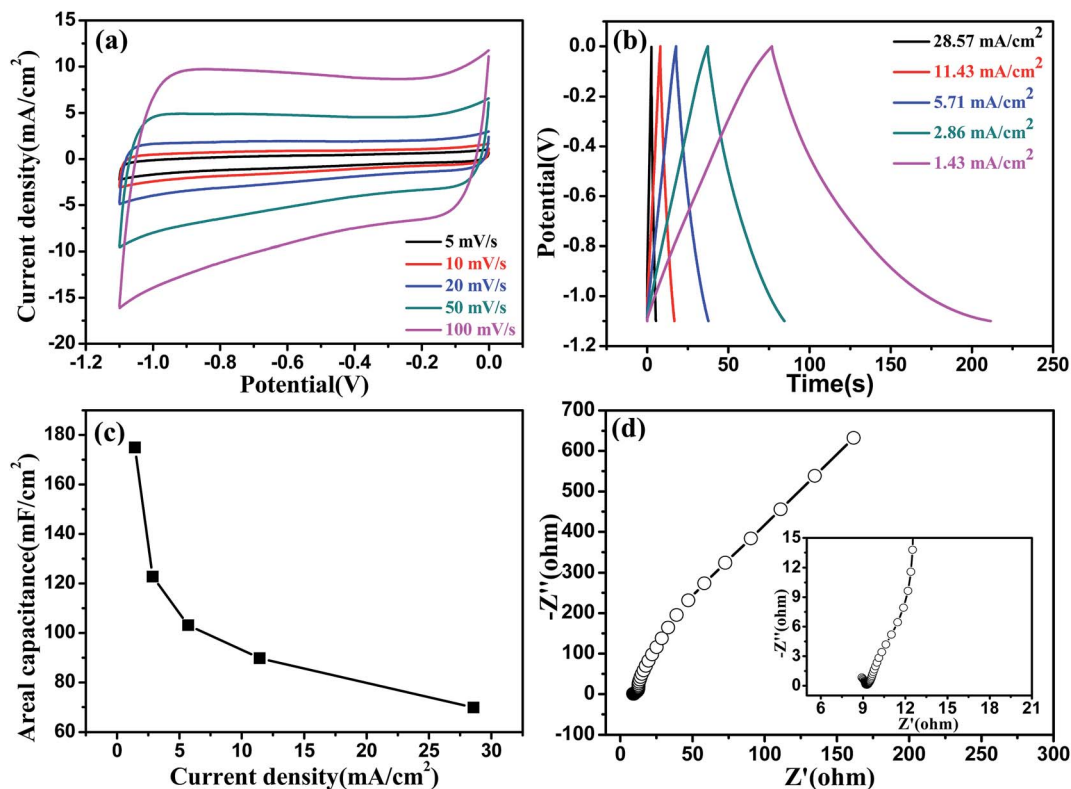 (a)
15
10
5
0
-5
-10
-15
-20
Current density(mA/cm²)
-1.2 -1.0 -0.8 -0.6 -0.4 -0.2 0.0
Potential(V)
5 mV/s
10 mV/s
20 mV/s
50 mV/s
100 mV/s
(b)
0.0
-0.2
-0.4
-0.6
-0.8
-1.0
-1.2
Potential(V)
0 50 100 150 200 250
Time(s)
28.57 mA/cm²
11.43 mA/cm²
5.71 mA/cm²
2.86 mA/cm²
1.43 mA/cm²
(c)
180
160
140
120
100
80
60
Areal capacitance(mF/cm²)
0 5 10 15 20 25 30
Current density(mA/cm²)
(d)
700
600
500
400
300
200
100
0
-100
-Z''(ohm)
0 50 100 150 200 250 300
Z'(ohm)
15
12
9
6
3
0
-Z''(ohm)
6 9 12 15 18 21
Z'(ohm)